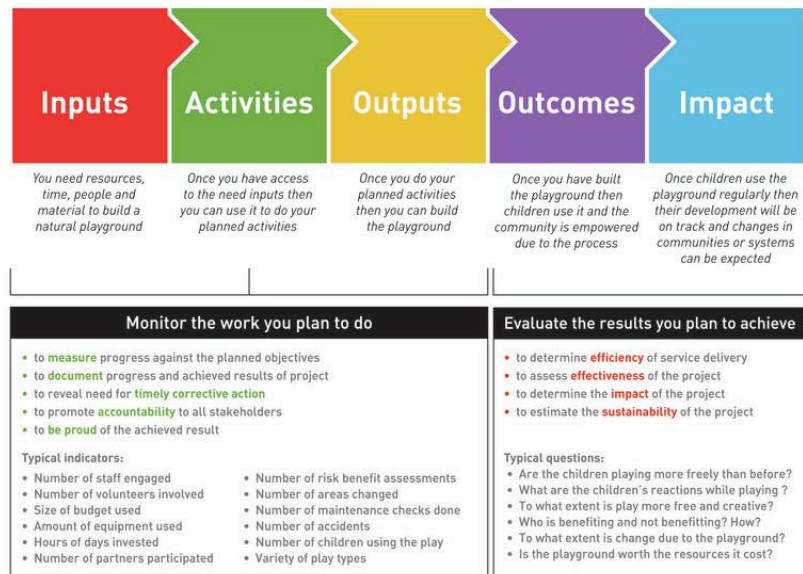 Inputs
Activities
Outputs
Outcomes
Impact
You need resources,
time, people and
material to build a
natural playground
Once you have access
to the need inputs then
you can use it to do your
planned activities
Once you do your
planned activities
then you can build
the playground
Once you have built
the playground then
children use it and the
community is empowered
due to the process
Once children use the
playground regularly then
their development will be
on track and changes in
communities or systems
can be expected
Monitor the work you plan to do
• to measure progress against the planned objectives
• to document progress and achieved results of project
• to reveal need for timely corrective action
• to promote accountability to all stakeholders
• to be proud of the achieved result
Typical indicators:
• Number of staff engaged
• Number of volunteers involved
• Size of budget used
• Amount of equipment used
• Hours of days invested
• Number of partners participated
• Number of risk benefit assessments
• Number of areas changed
• Number of maintenance checks done
• Number of accidents
• Number of children using the play
• Variety of play types
Evaluate the results you plan to achieve
• to determine efficiency of service delivery
• to assess effectiveness of the project
• to determine the impact of the project
• to estimate the sustainability of the project
Typical questions:
• Are the children playing more freely than before?
• What are the children's reactions while playing ?
• To what extent is play more free and creative?
• Who is benefiting and not benefitting? How?
• To what extent is change due to the playground?
• Is the playground worth the resources it cost?